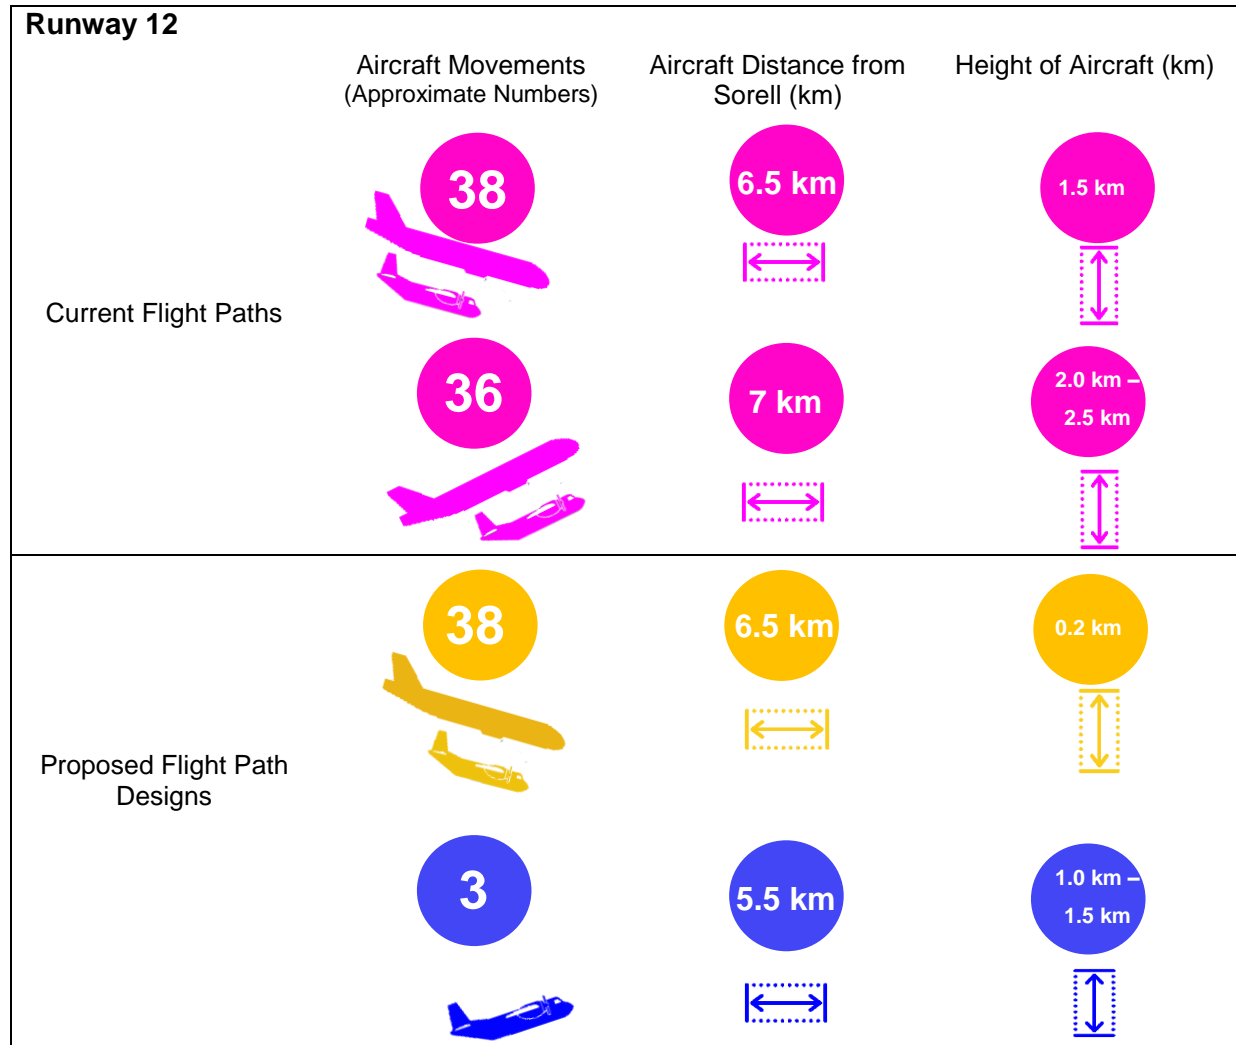 Runway 12
Aircraft Movements
(Approximate Numbers)
Aircraft Distance from
Sorell (km)
Height of Aircraft (km)
Current Flight Paths
38
6.5 km
1.5 km
36
7 km
2.0 km –
2.5 km
Proposed Flight Path
Designs
38
6.5 km
0.2 km
3
5.5 km
1.0 km –
1.5 km